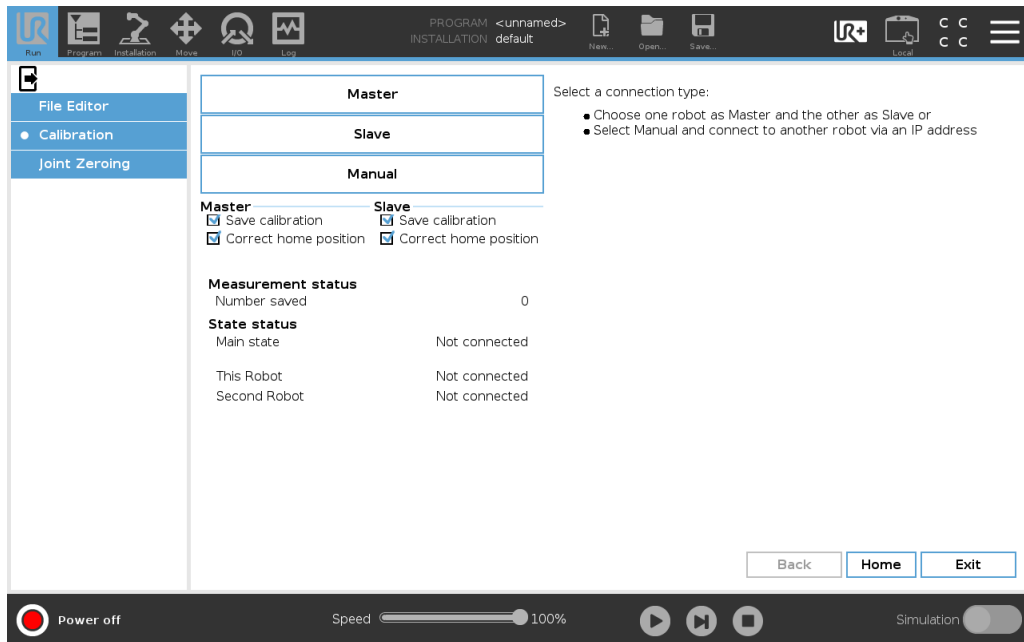 PROGRAM <unnamed>
INSTALLATION default
UR
UR+
C C
C C
Run Program Installation Move I/O Log New... Open... Save... Local
File Editor
Calibration
Joint Zeroing
Master
Slave
Manual
Master Slave
Save calibration Save calibration
Correct home position Correct home position
Measurement status
Number saved 0
State status
Main state Not connected
This Robot Not connected
Second Robot Not connected
Select a connection type:
Choose one robot as Master and the other as Slave or
Select Manual and connect to another robot via an IP address
Back Home Exit
Power off Speed 100% Simulation